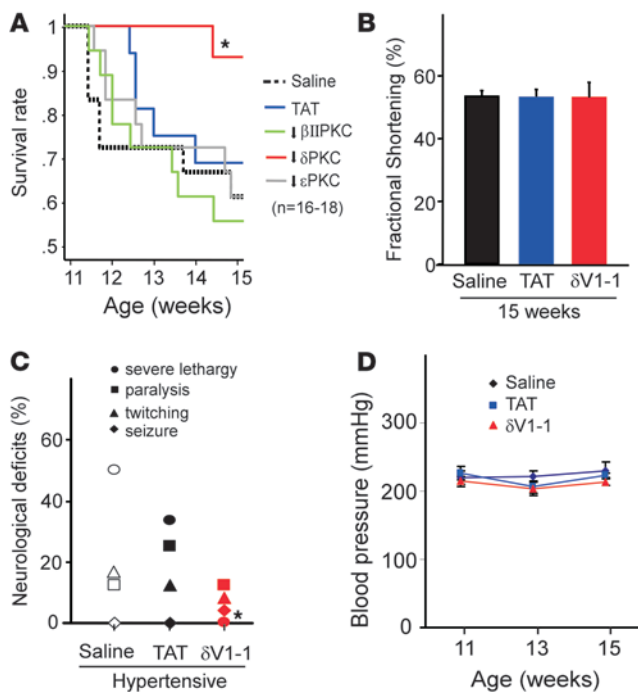 A
Survival rate
1
.9
.8
.7
.6
.5
11 12 13 14 15
Age (weeks)
*
Saline
TAT
↓ βIIPKC
↓ δPKC
↓ εPKC
(n=16-18)
B
Fractional Shortening (%)
80
60
40
20
0
Saline TAT δV1-1
15 weeks
C
Neurological deficits (%)
severe lethargy
paralysis
twitching
seizure
60
40
20
0
*
Saline TAT δV1-1
Hypertensive
D
Blood pressure (mmHg)
Saline
TAT
δV1-1
300
200
100
0
11 13 15
Age (weeks)